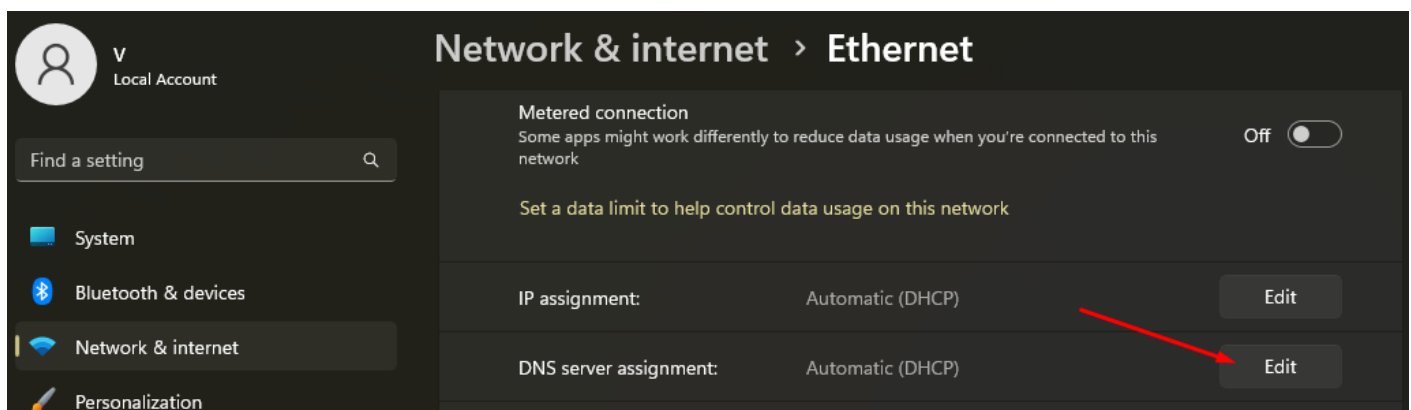 V
Local Account
Find a setting
System
Bluetooth & devices
Network & internet
Personalization
Network & internet > Ethernet
Metered connection
Some apps might work differently to reduce data usage when you're connected to this
network
Off
Set a data limit to help control data usage on this network
IP assignment: Automatic (DHCP) Edit
DNS server assignment: Automatic (DHCP) Edit